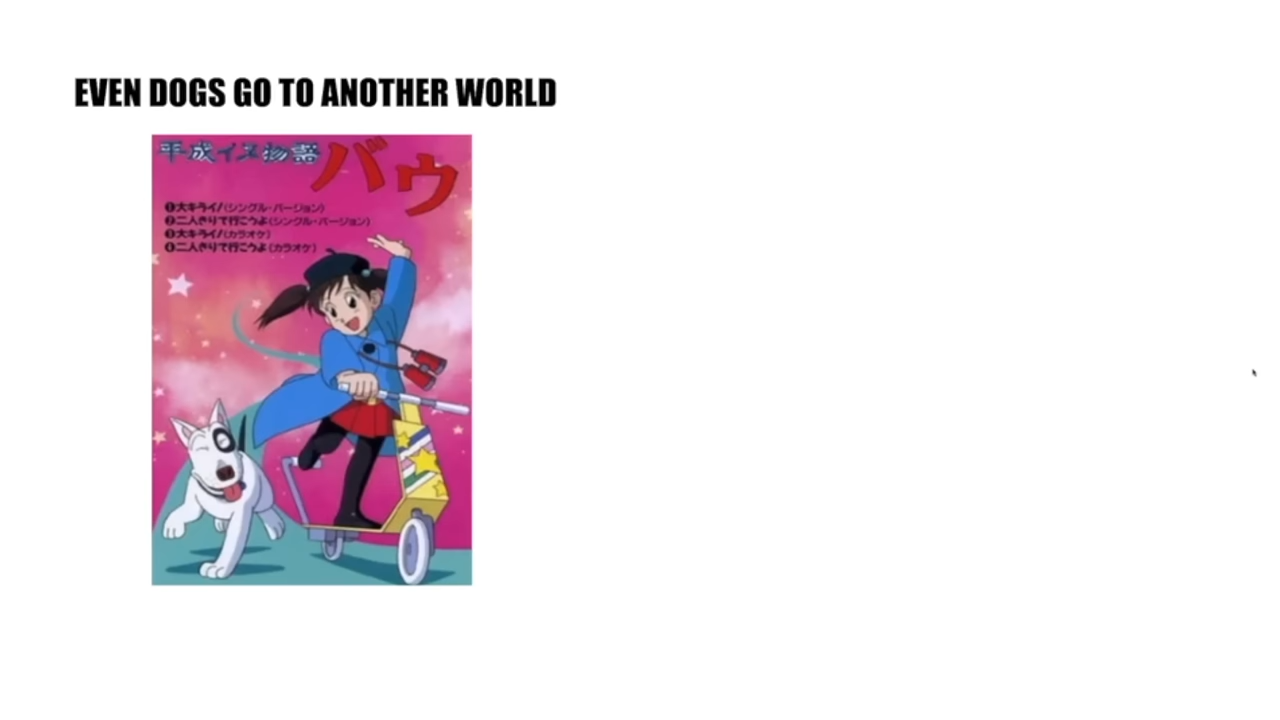 EVEN DOGS GO TO ANOTHER WORLD
平成イヌ物語バウ
❶大キライ!(シングル・バージョン)
❷二人きりで行こうよ(シングル・バージョン)
❸大キライ!(カラオケ)
❹二人きりで行こうよ(カラオケ)